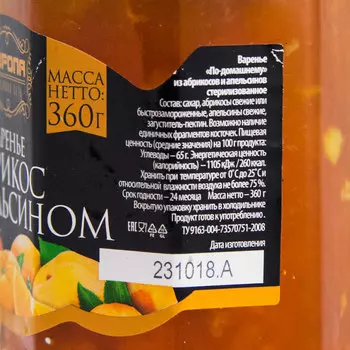 МАССА
НЕТТО:
360г
Варенье
«По-домашнему»
из абрикосов и апельсинов
стерилизованное
Состав: сахар, абрикосы свежие или
быстрозамороженные, апельсины свежие,
загуститель-пектин. Возможно наличие
единичных фрагментов косточек. Пищевая
ценность (средние значения) на 100 г продукта:
Углеводы – 65 г. Энергетическая ценность
(калорийность) – 1105 кДж / 260 ккал.
Хранить при температуре от 0°С до 25°С и
относительной влажности воздуха не более 75 %.
Срок годности – 24 месяца Масса нетто – 360 г
Вскрытую упаковку хранить в холодильнике
Продукт готов к употреблению.
ТУ 9163-004-73570751-2008
Дата изготовления
231018.А
РЕНЬЕ
РИКОС
ЛЬСИНОМ
EAC